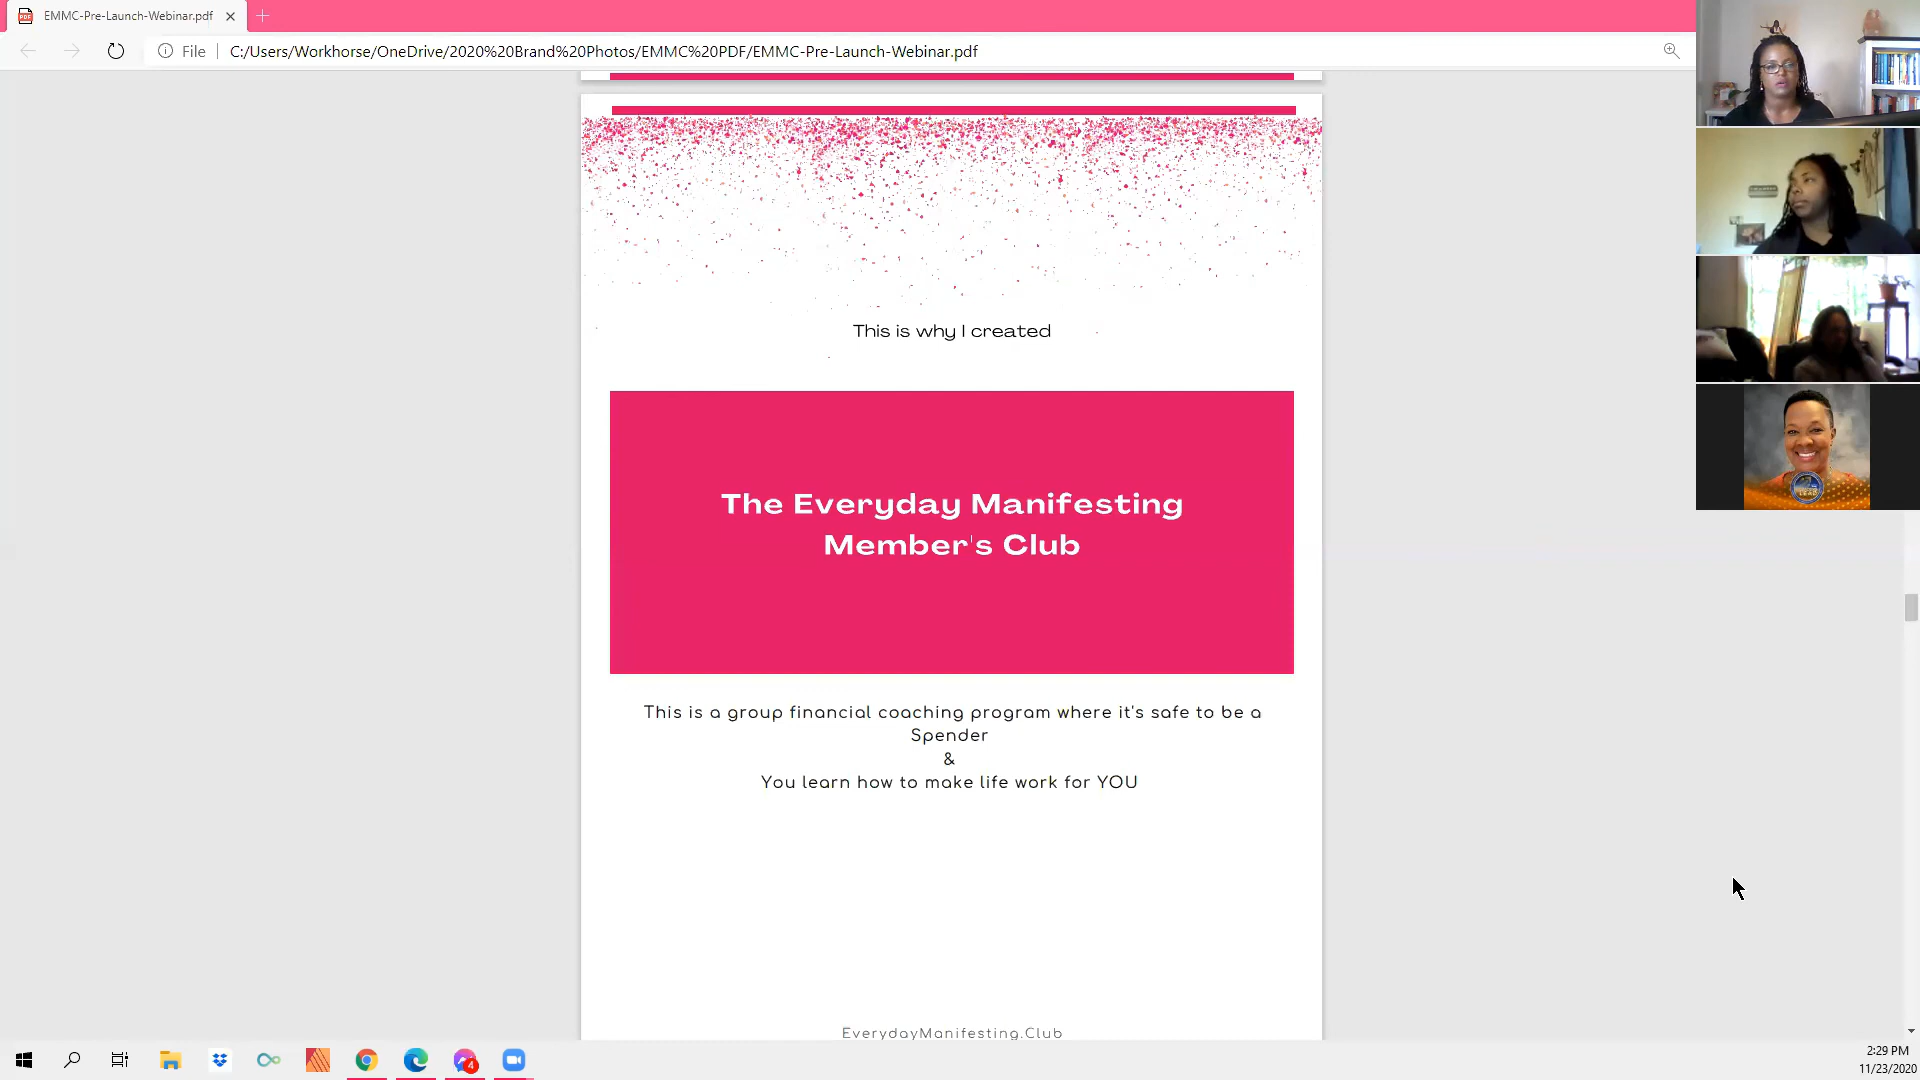 EMMC-Pre-Launch-Webinar.pdf
File
C:/Users/Workhorse/OneDrive/2020%20Brand%20Photos/EMMC%20PDF/EMMC-Pre-Launch-Webinar.pdf
This is why I created
The Everyday Manifesting
Member's Club
This is a group financial coaching program where it's safe to be a
Spender
&
You learn how to make life work for YOU
EverydayManifesting.Club
4
2:29 PM
11/23/2020